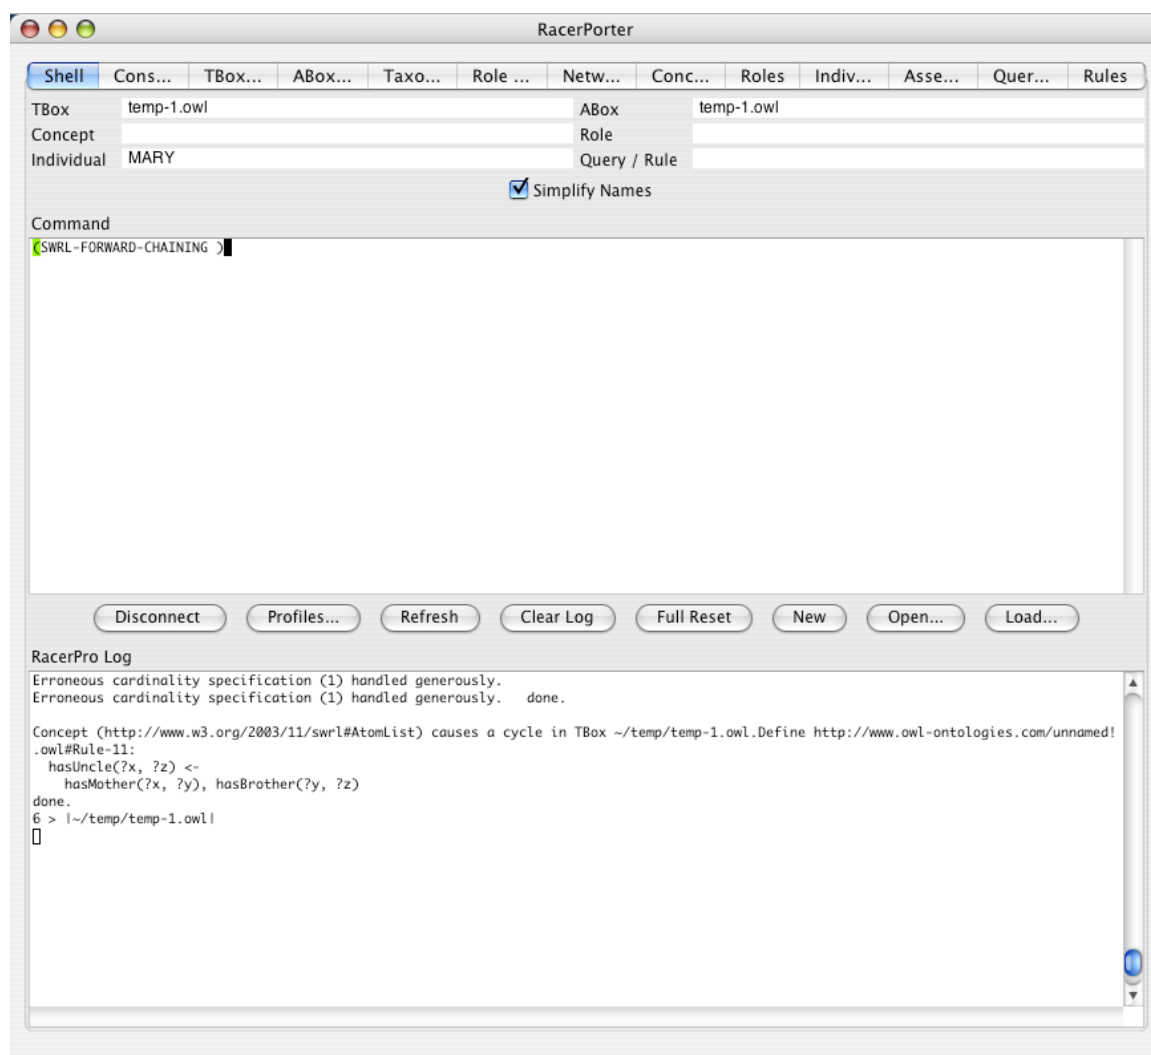 RacerPorter
Shell Cons... TBox... ABox... Taxo... Role ... Netw... Conc... Roles Indiv... Asse... Quer... Rules
TBox temp-1.owl ABox temp-1.owl
Concept Role
Individual MARY Query / Rule
Simplify Names
Command
(SWRL-FORWARD-CHAINING )
Disconnect Profiles... Refresh Clear Log Full Reset New Open... Load...
RacerPro Log
Erroneous cardinality specification (1) handled generously.
Erroneous cardinality specification (1) handled generously.   done.
Concept (http://www.w3.org/2003/11/swrl#AtomList) causes a cycle in TBox ~/temp/temp-1.owl.Define http://www.owl-ontologies.com/unnamed!
.owl#Rule-11:
hasUncle(?x, ?z) <-
hasMother(?x, ?y), hasBrother(?y, ?z)
done.
6 > |~/temp/temp-1.owl|